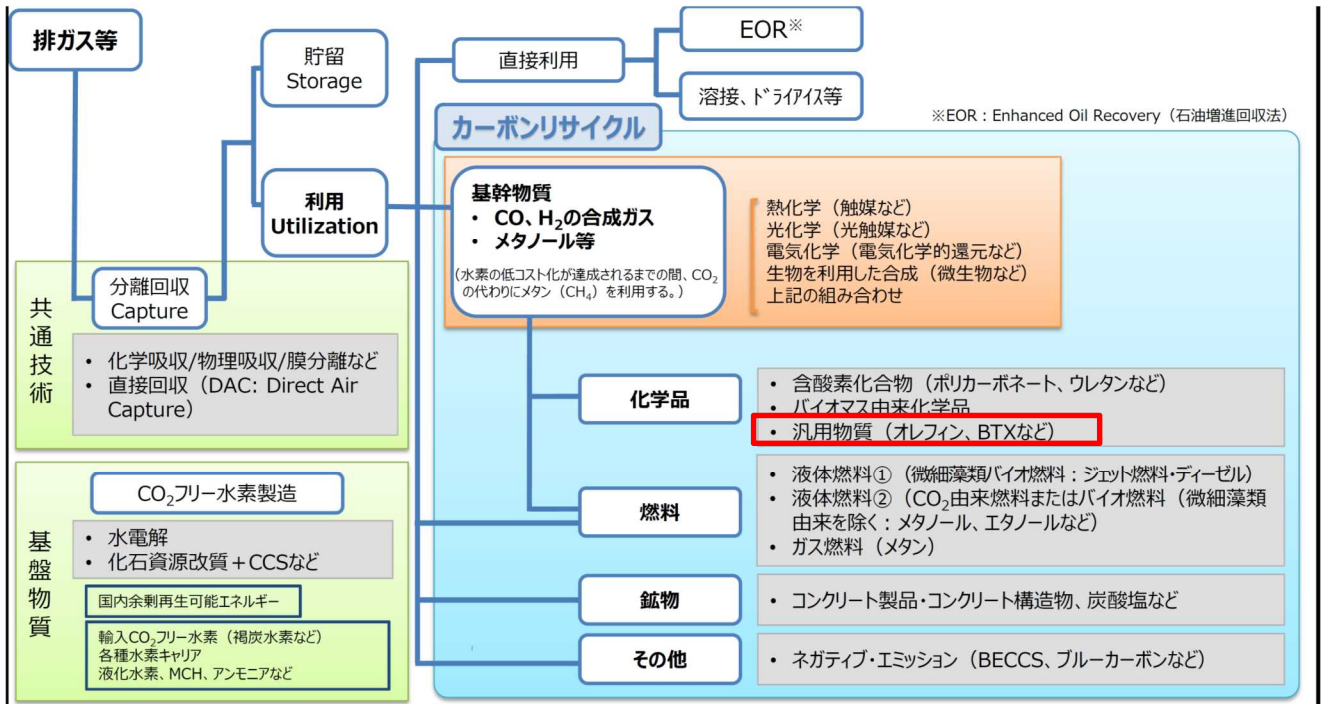 排ガス等
貯留
Storage
利用
Utilization
分離回収
Capture
共通技術
• 化学吸収/物理吸収/膜分離など
• 直接回収（DAC: Direct Air
Capture）
基盤物質
CO₂フリー水素製造
• 水電解
• 化石資源改質＋CCSなど
国内余剰再生可能エネルギー
輸入CO₂フリー水素（褐炭水素など）
各種水素キャリア
液化水素、MCH、アンモニアなど
直接利用
EOR※
溶接、ﾄﾞﾗｲｱｲｽ等
※EOR：Enhanced Oil Recovery（石油増進回収法）
カーボンリサイクル
基幹物質
• CO、H₂の合成ガス
• メタノール等
（水素の低コスト化が達成されるまでの間、CO₂
の代わりにメタン（CH₄）を利用する。）
熱化学（触媒など）
光化学（光触媒など）
電気化学（電気化学的還元など）
生物を利用した合成（微生物など）
上記の組み合わせ
化学品
• 含酸素化合物（ポリカーボネート、ウレタンなど）
• バイオマス由来化学品
• 汎用物質（オレフィン、BTXなど）
燃料
• 液体燃料①（微細藻類バイオ燃料：ジェット燃料・ディーゼル）
• 液体燃料②（CO₂由来燃料またはバイオ燃料（微細藻類
由来を除く：メタノール、エタノールなど）
• ガス燃料（メタン）
鉱物
• コンクリート製品・コンクリート構造物、炭酸塩など
その他
• ネガティブ・エミッション（BECCS、ブルーカーボンなど）